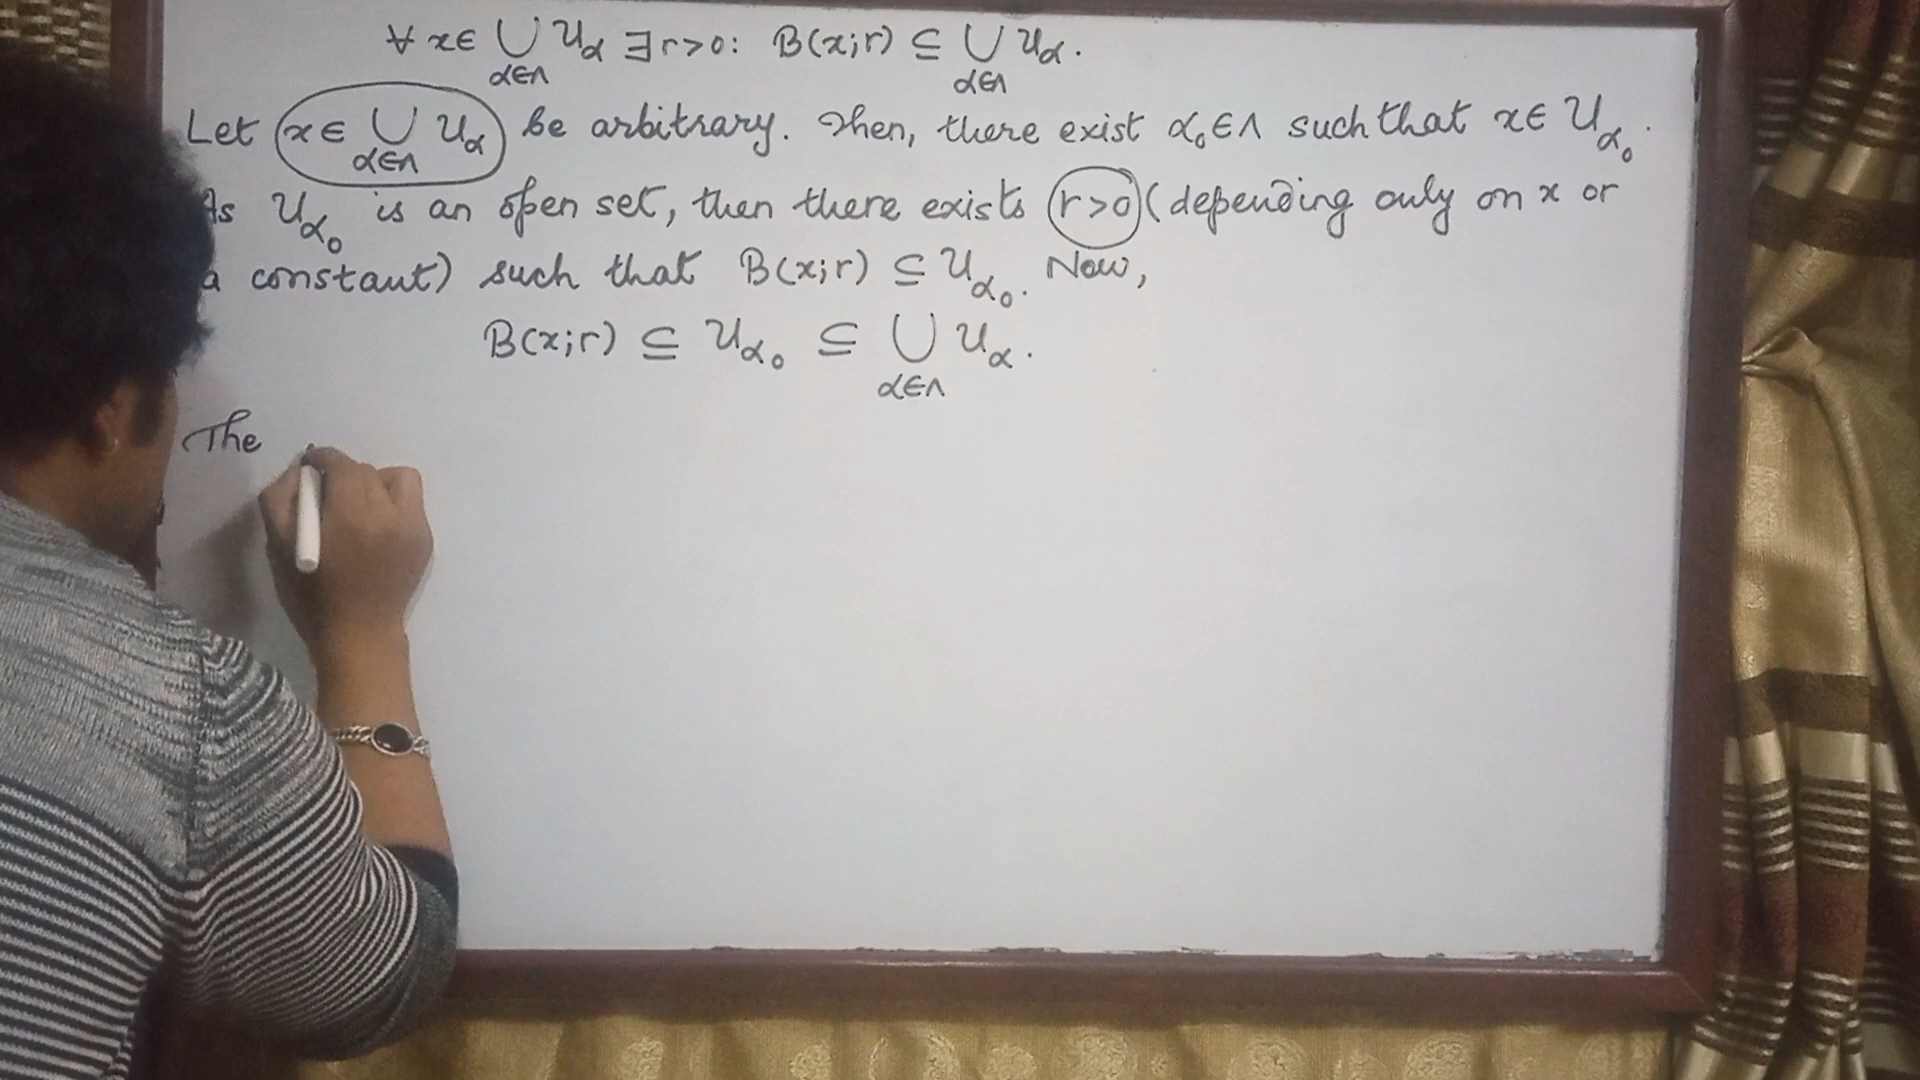 ∀ x∈ ⋃_{α∈Λ} U_α ∃ r>0: B(x;r) ⊆ ⋃_{α∈Λ} U_α.
Let x∈ ⋃_{α∈Λ} U_α be arbitrary. Then, there exist α₀∈Λ such that x∈ U_{α₀}.
As U_{α₀} is an open set, then there exists r>0 (depending only on x or
a constant) such that B(x;r) ⊆ U_{α₀}. Now,
B(x;r) ⊆ U_{α₀} ⊆ ⋃_{α∈Λ} U_α.
The